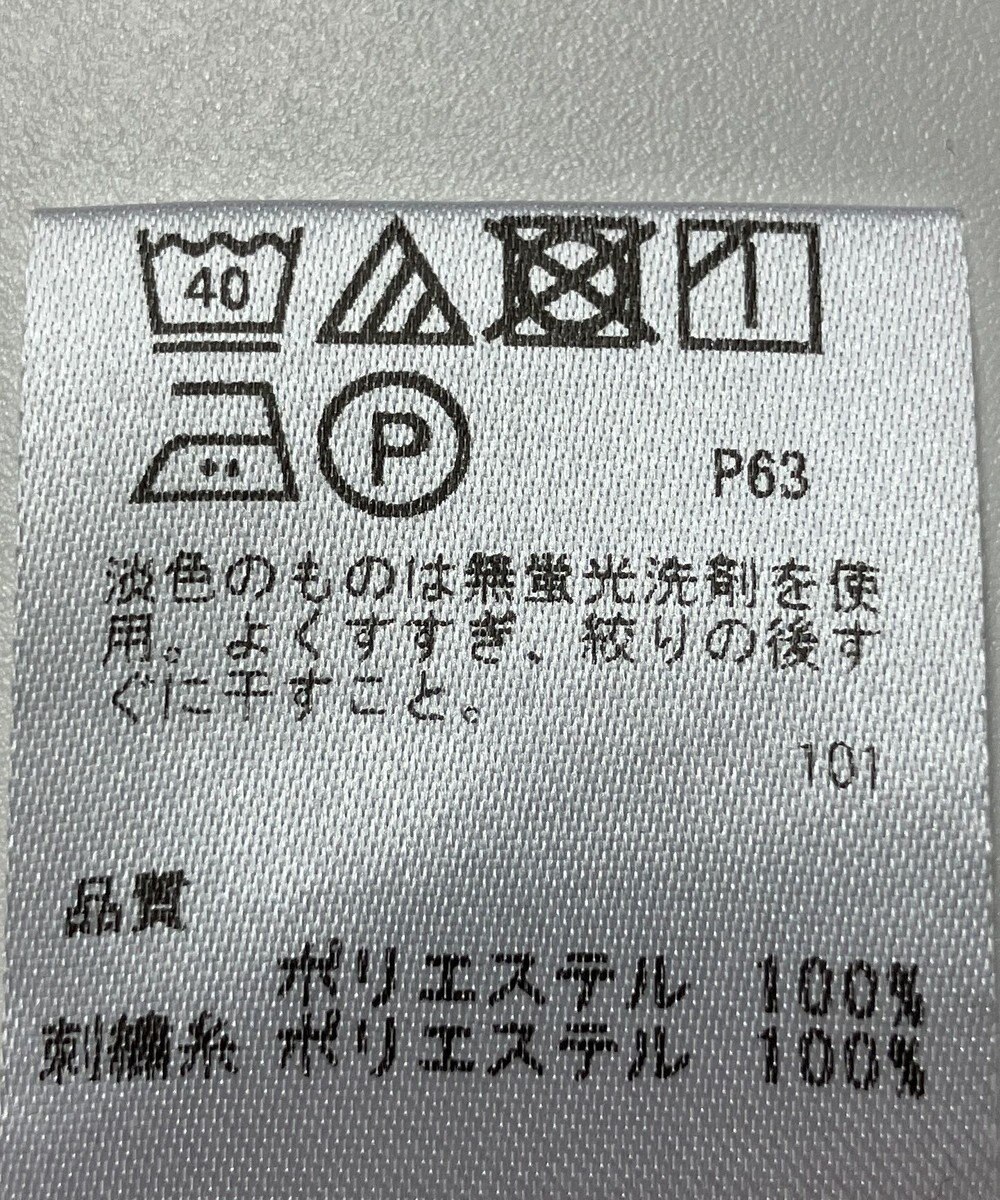 40
P
P63
淡色のものは無蛍光洗剤を使
用。よくすすぎ、絞りの後す
ぐに干すこと。
101
品質
ポリエステル 100%
刺繍糸 ポリエステル 100%